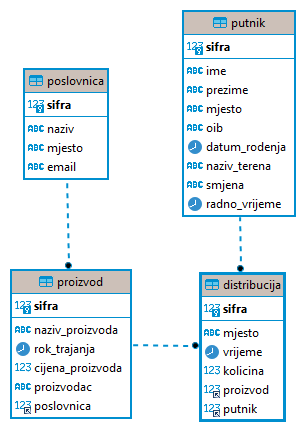 putnik
123 sifra
ABC ime
ABC prezime
ABC mjesto
ABC oib
datum_rodenja
ABC naziv_terena
ABC smjena
radno_vrijeme
poslovnica
123 sifra
ABC naziv
ABC mjesto
ABC email
proizvod
123 sifra
ABC naziv_proizvoda
rok_trajanja
123 cijena_proizvoda
ABC proizvodac
123 poslovnica
distribucija
123 sifra
ABC mjesto
vrijeme
123 kolicina
123 proizvod
123 putnik